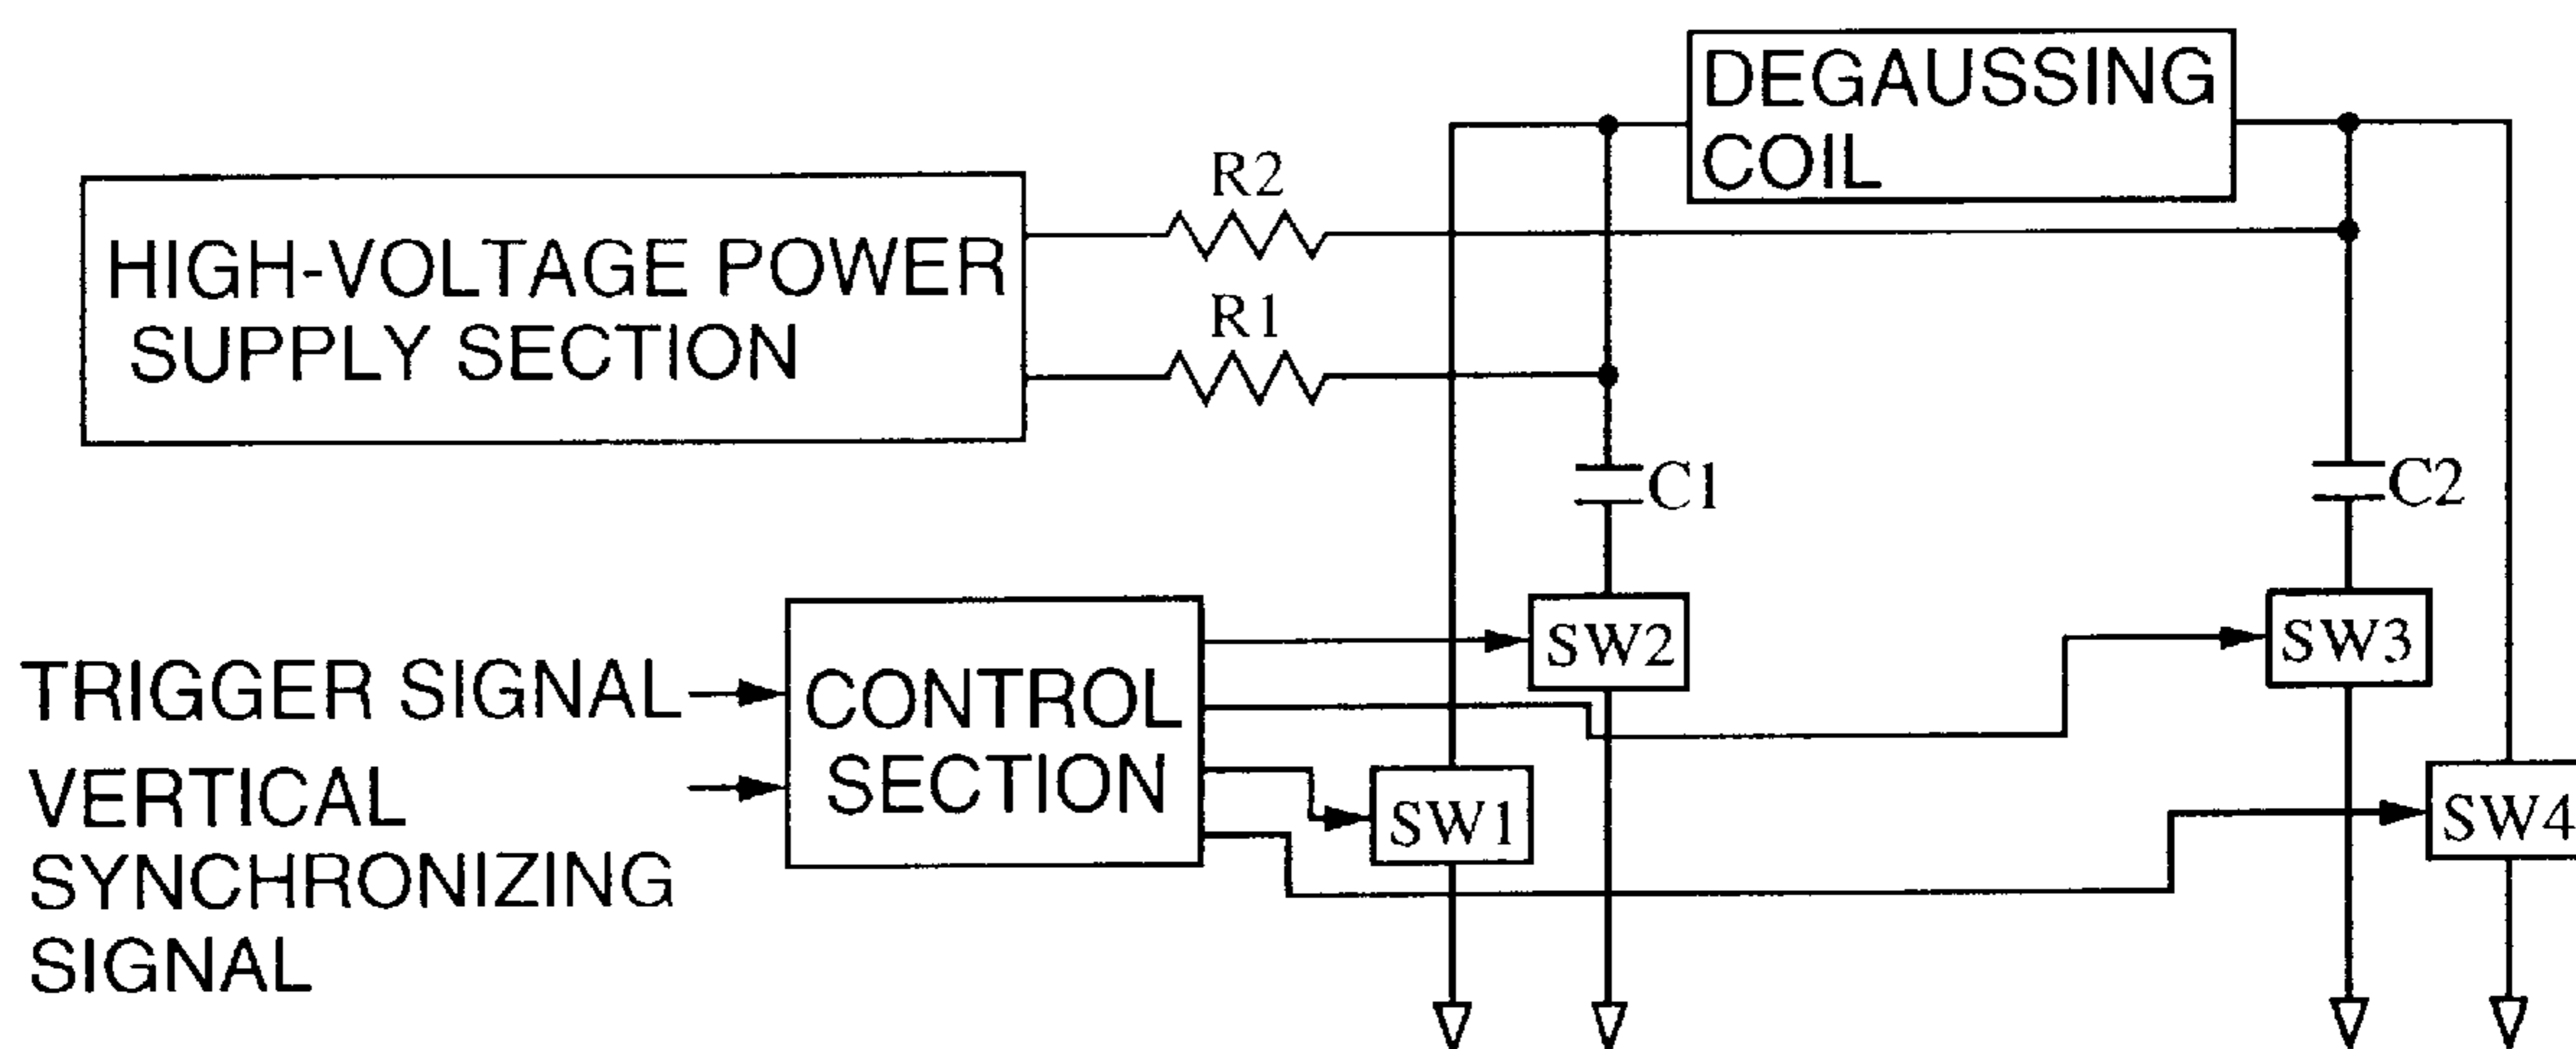 DEGAUSSING
COIL
R2
HIGH-VOLTAGE POWER
SUPPLY SECTION
R1
C1
C2
SW2
SW3
TRIGGER SIGNAL
CONTROL
SECTION
VERTICAL
SYNCHRONIZING
SIGNAL
SW1
SW4